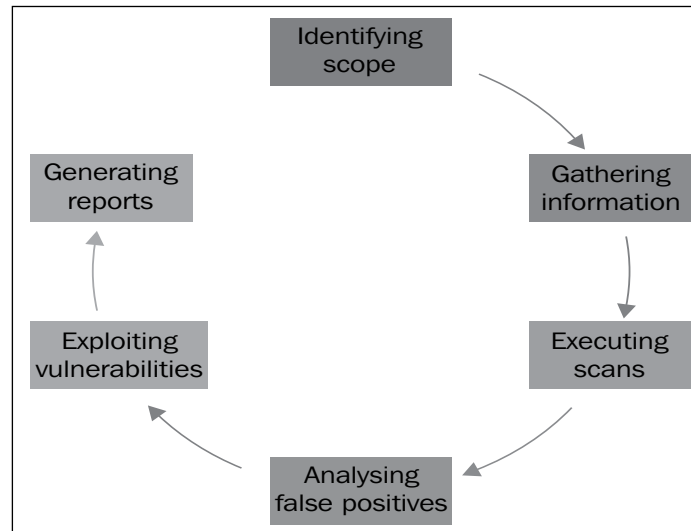 Identifying
scope
Gathering
information
Executing
scans
Analysing
false positives
Exploiting
vulnerabilities
Generating
reports